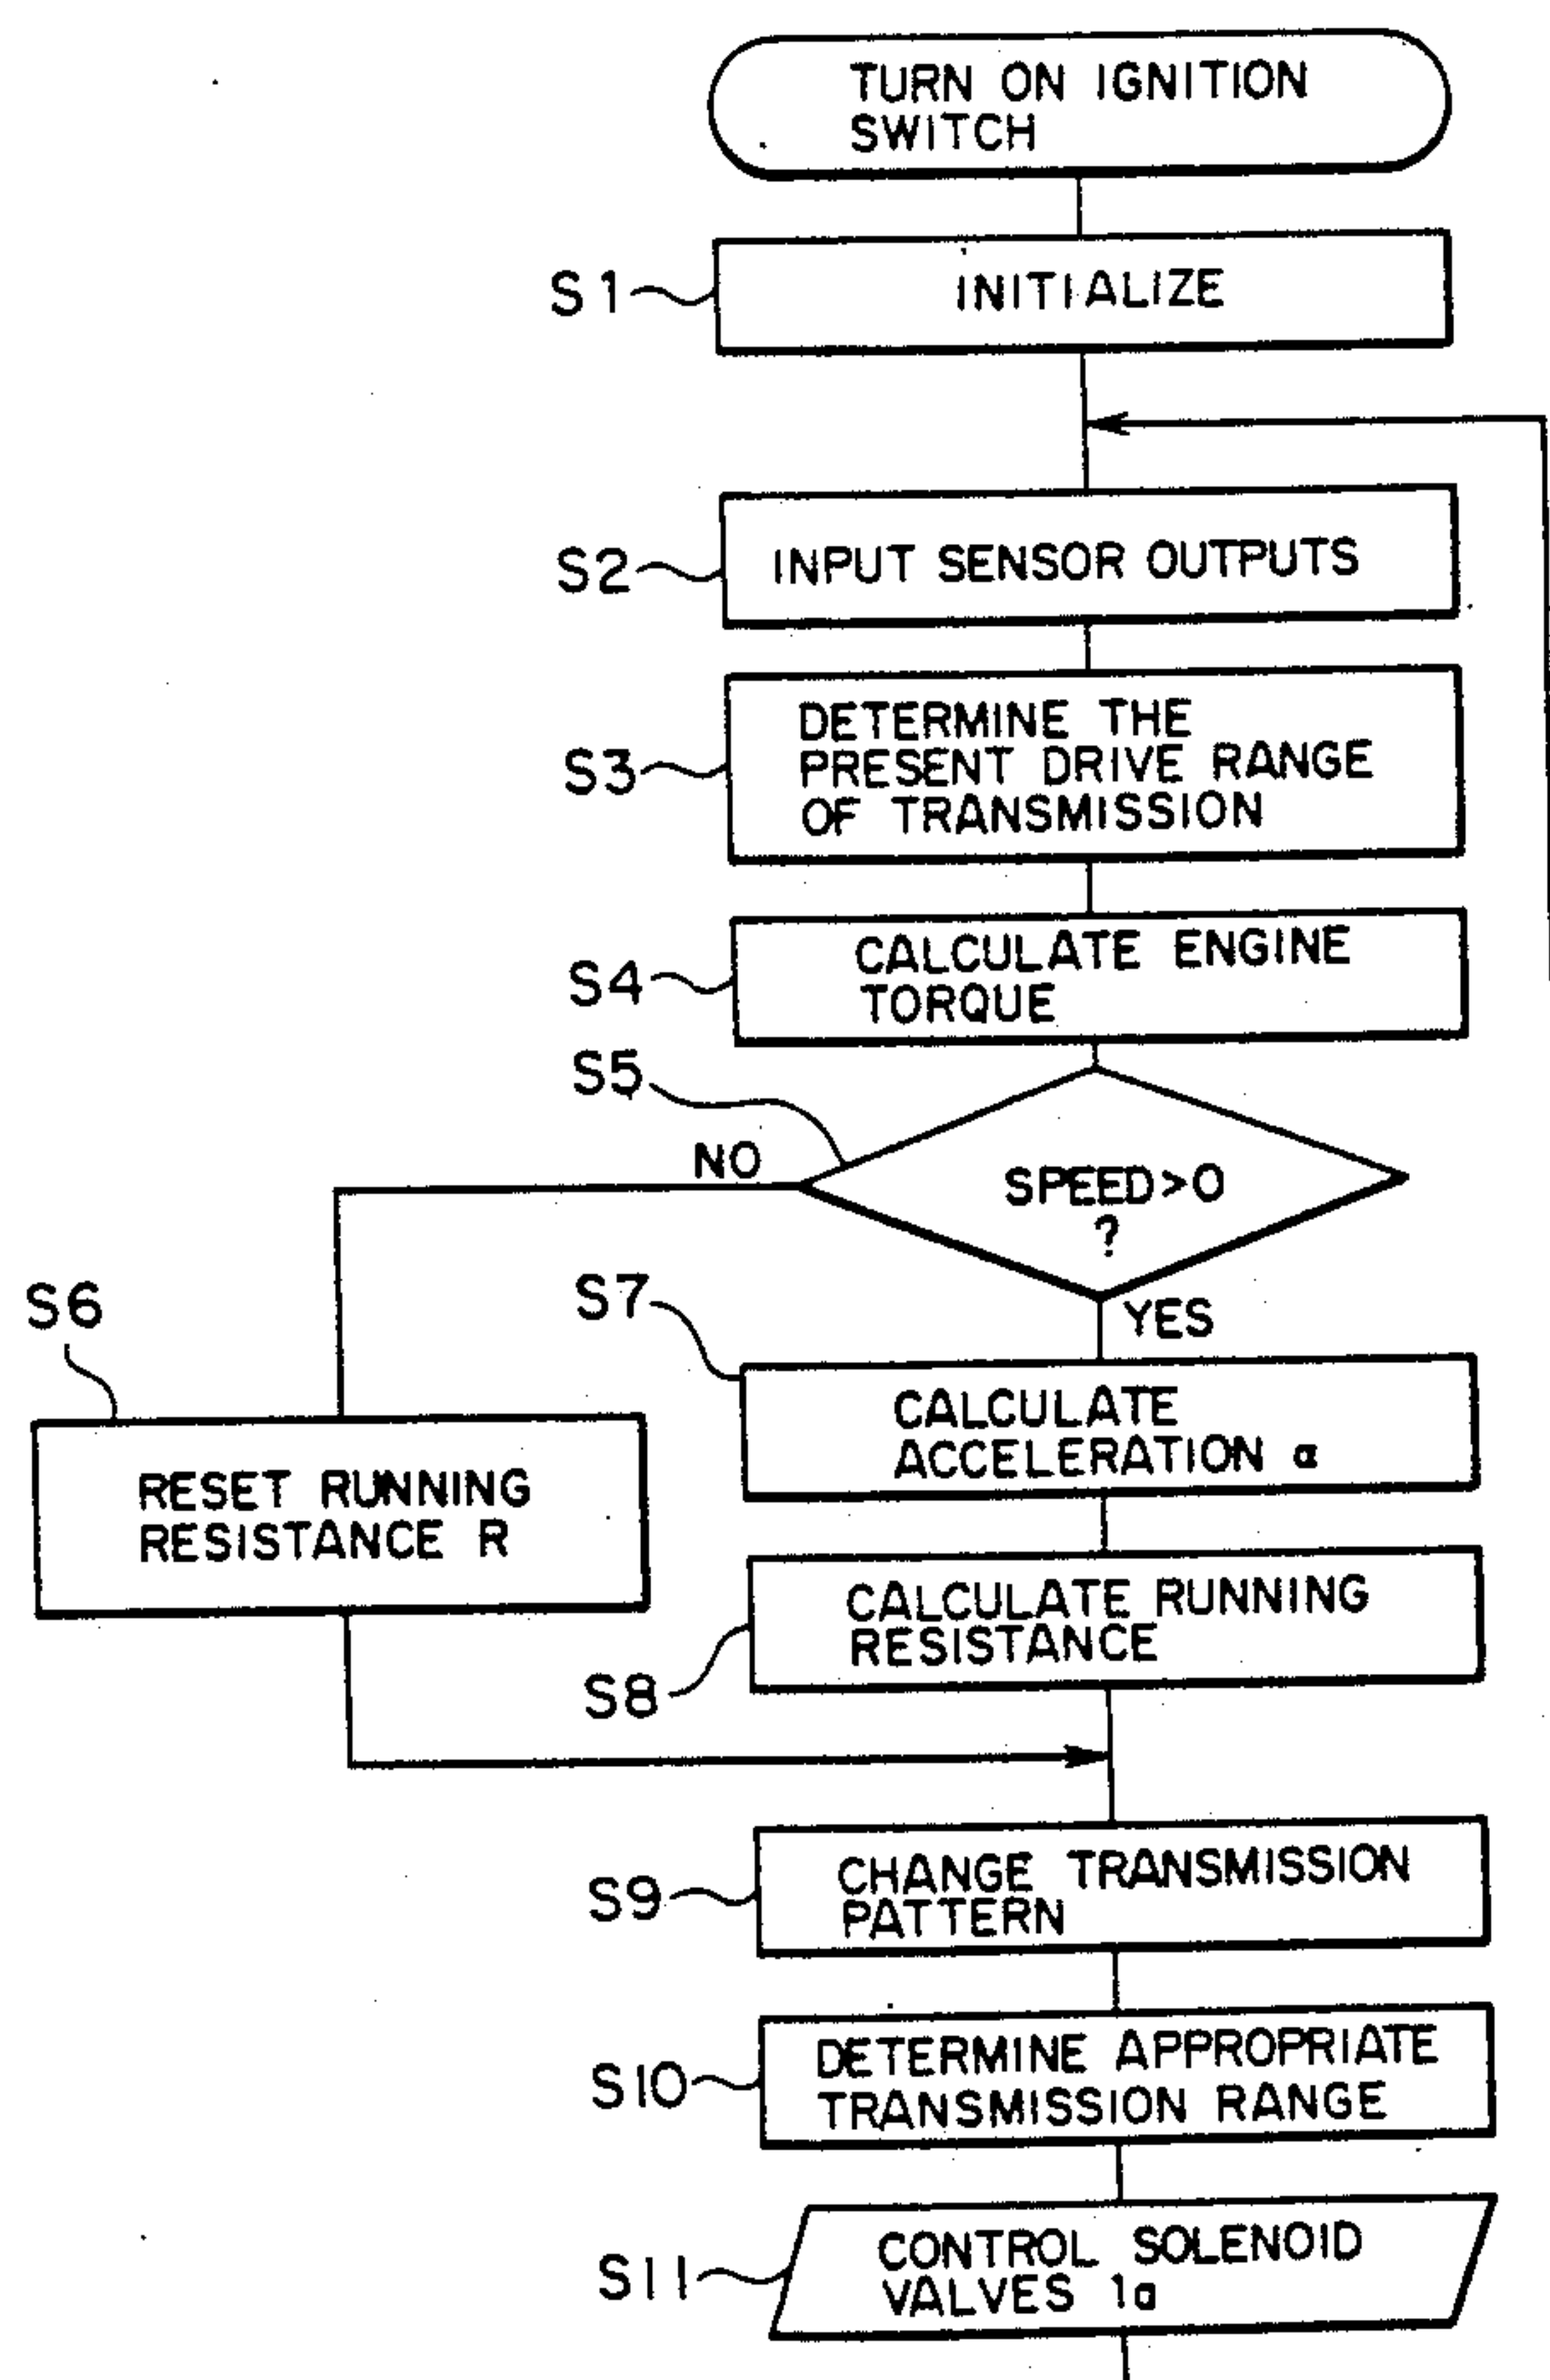 TURN ON IGNITION
SWITCH
S1
INITIALIZE
S2
INPUT SENSOR OUTPUTS
S3
DETERMINE THE
PRESENT DRIVE RANGE
OF TRANSMISSION
S4
CALCULATE ENGINE
TORQUE
S5
NO
SPEED>0
?
YES
S6
RESET RUNNING
RESISTANCE R
S7
CALCULATE
ACCELERATION α
S8
CALCULATE RUNNING
RESISTANCE
S9
CHANGE TRANSMISSION
PATTERN
S10
DETERMINE APPROPRIATE
TRANSMISSION RANGE
S11
CONTROL SOLENOID
VALVES 1a